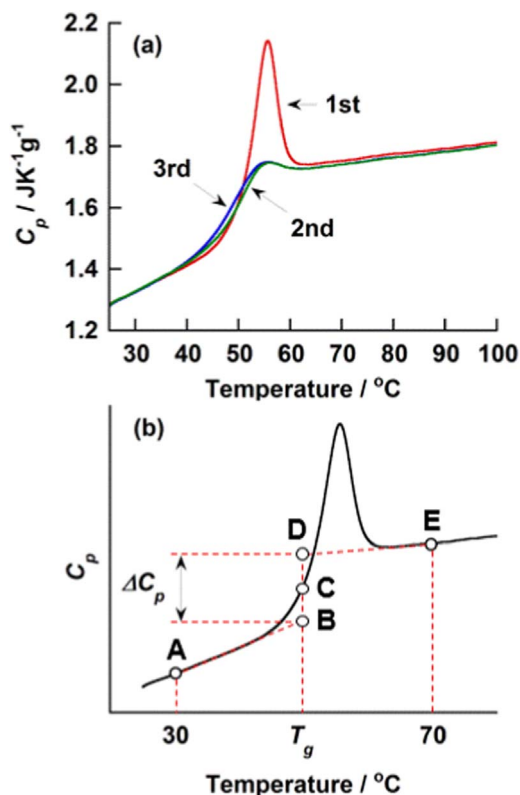 (a)
2.2
2.0
1.8
1.6
1.4
1.2
Cp / JK⁻¹g⁻¹
1st
3rd
2nd
30 40 50 60 70 80 90 100
Temperature / °C
(b)
Cp
ΔCp
A
B
C
D
E
30 Tg 70
Temperature / °C